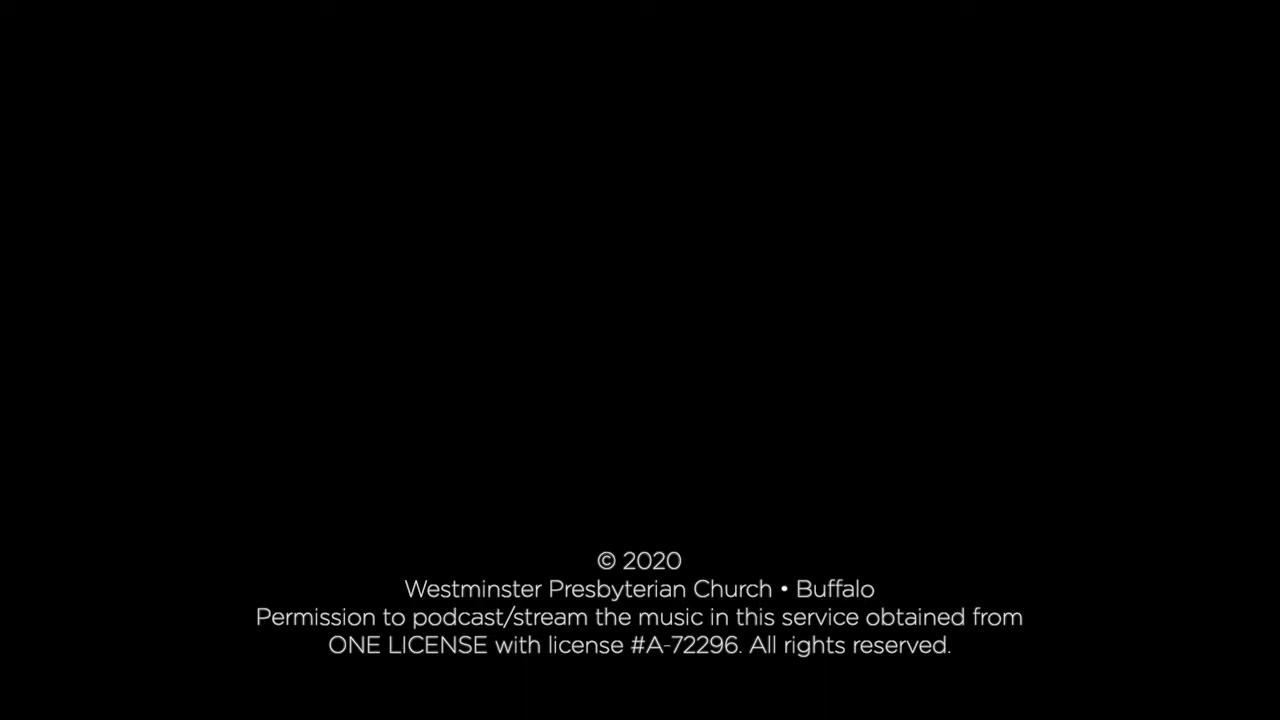 © 2020
Westminster Presbyterian Church • Buffalo
Permission to podcast/stream the music in this service obtained from
ONE LICENSE with license #A-72296. All rights reserved.